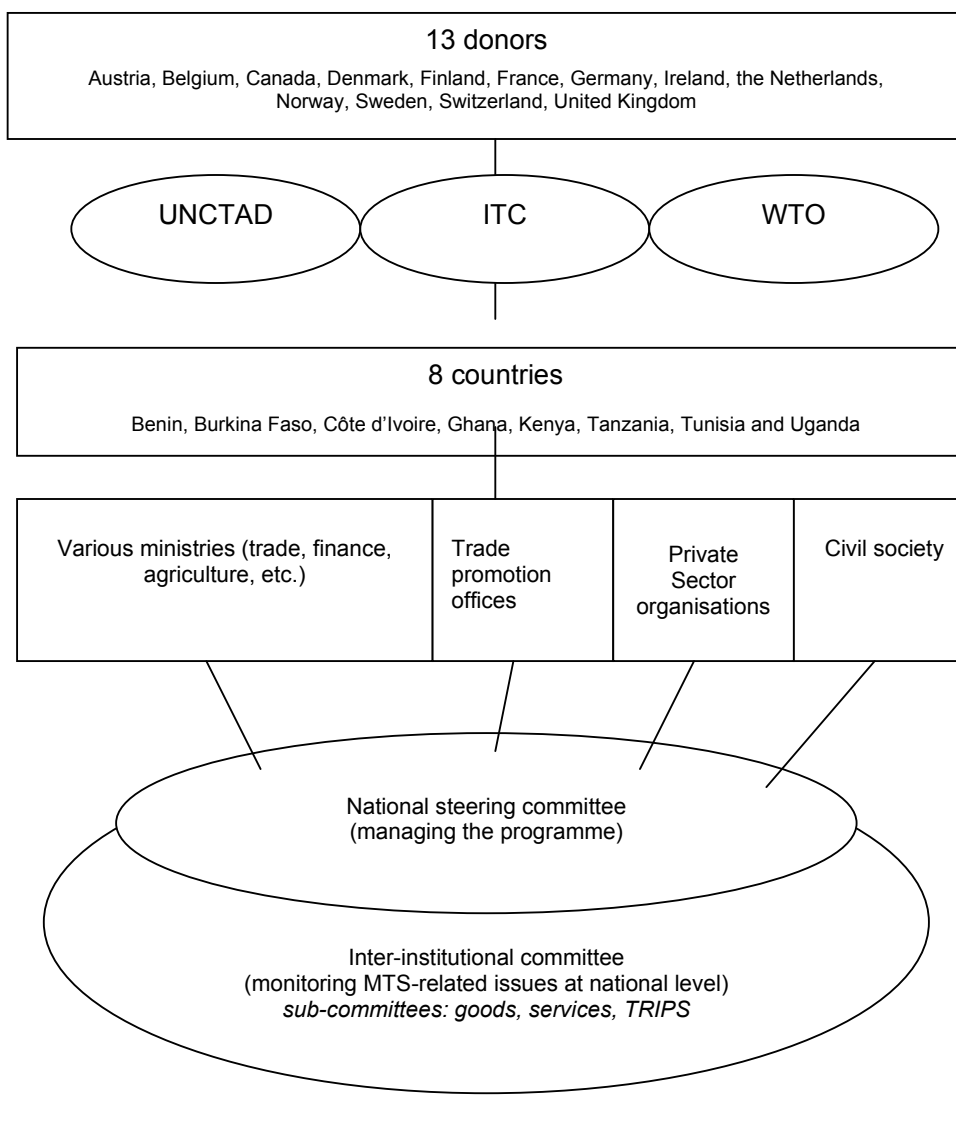 13 donors
Austria, Belgium, Canada, Denmark, Finland, France, Germany, Ireland, the Netherlands,
Norway, Sweden, Switzerland, United Kingdom
UNCTAD
ITC
WTO
8 countries
Benin, Burkina Faso, Côte d’Ivoire, Ghana, Kenya, Tanzania, Tunisia and Uganda
Various ministries (trade, finance,
agriculture, etc.)
Trade
promotion
offices
Private
Sector
organisations
Civil society
National steering committee
(managing the programme)
Inter-institutional committee
(monitoring MTS-related issues at national level)
sub-committees: goods, services, TRIPS